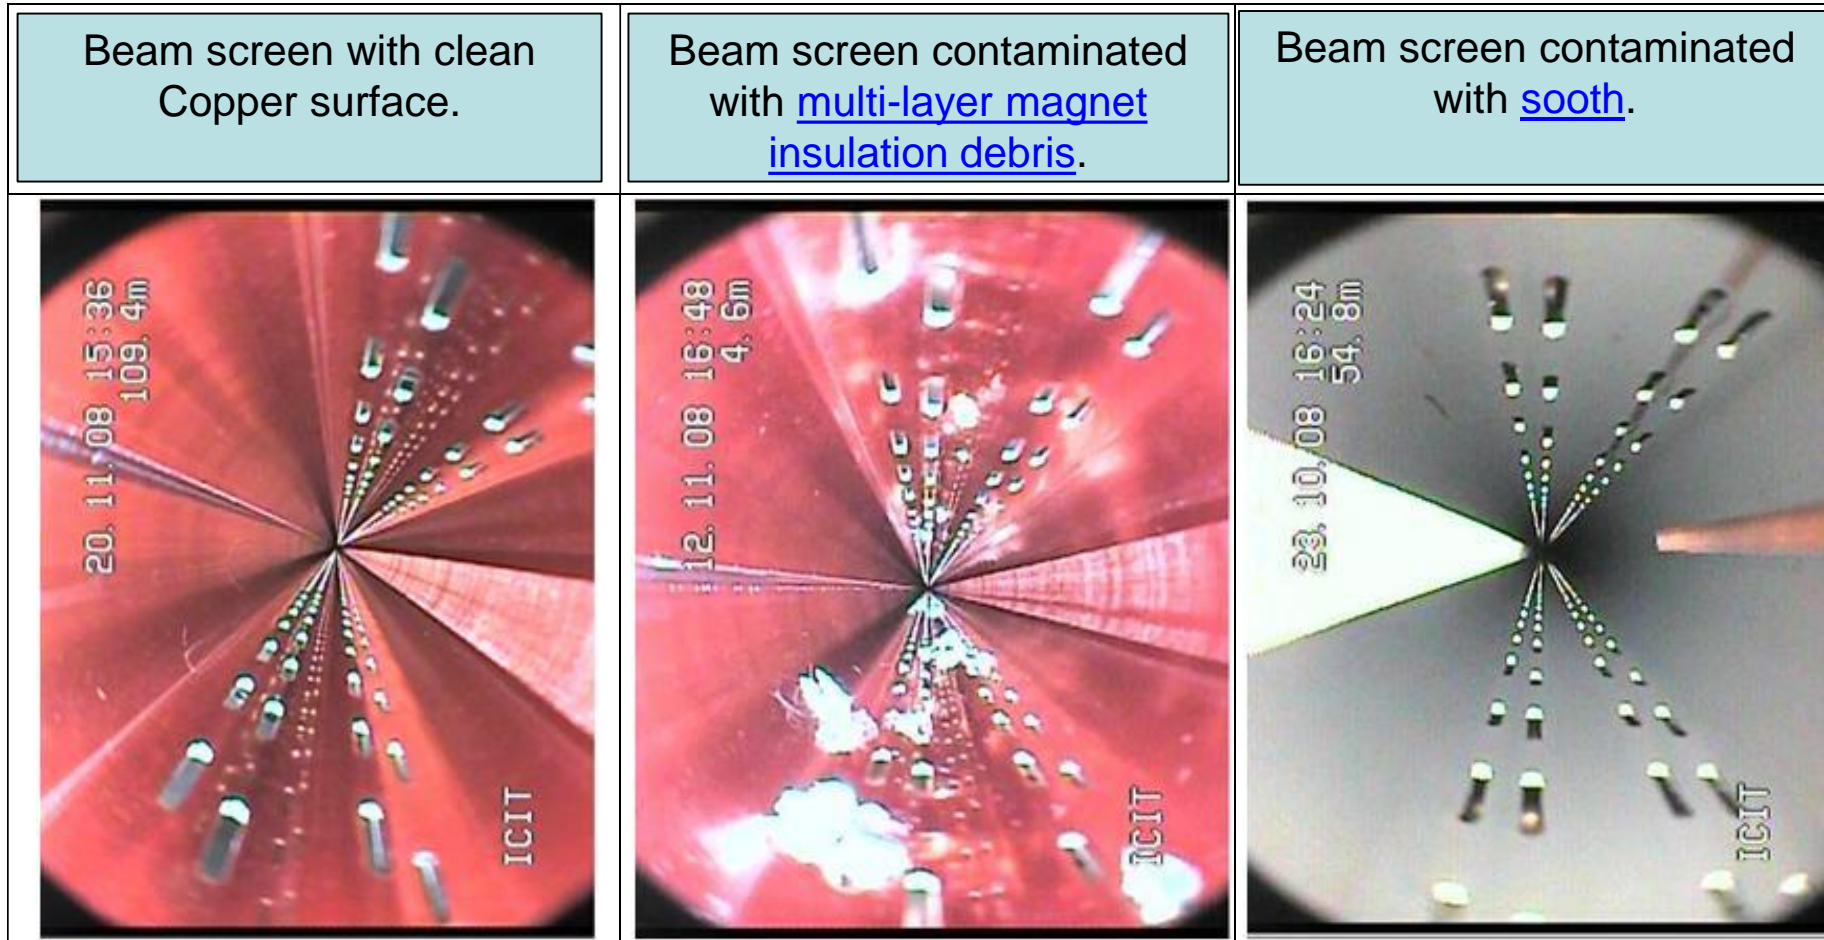 Beam screen with clean
Copper surface.
Beam screen contaminated
with multi-layer magnet
insulation debris.
Beam screen contaminated
with sooth.
20. 11. 08 15:36
109. 4m
ICIT
12. 11. 08 16:48
4. 6m
ICIT
23. 10. 08 16:24
54. 8m
ICIT